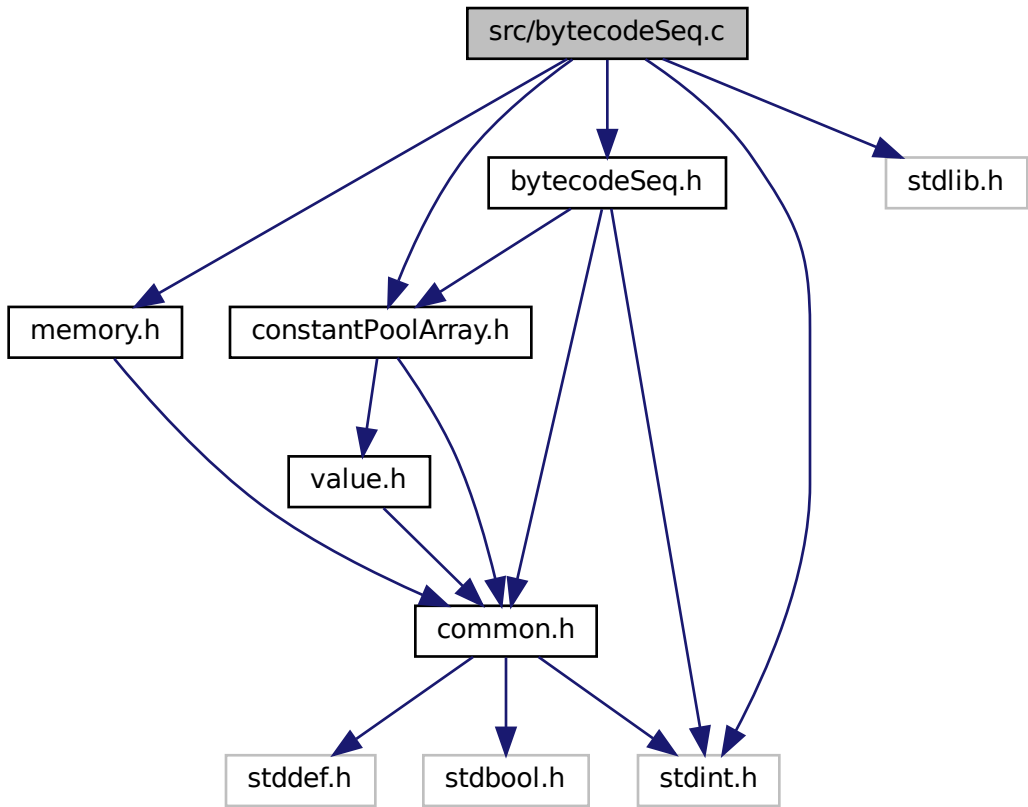 src/bytecodeSeq.c
bytecodeSeq.h
stdlib.h
memory.h
constantPoolArray.h
value.h
common.h
stddef.h
stdbool.h
stdint.h